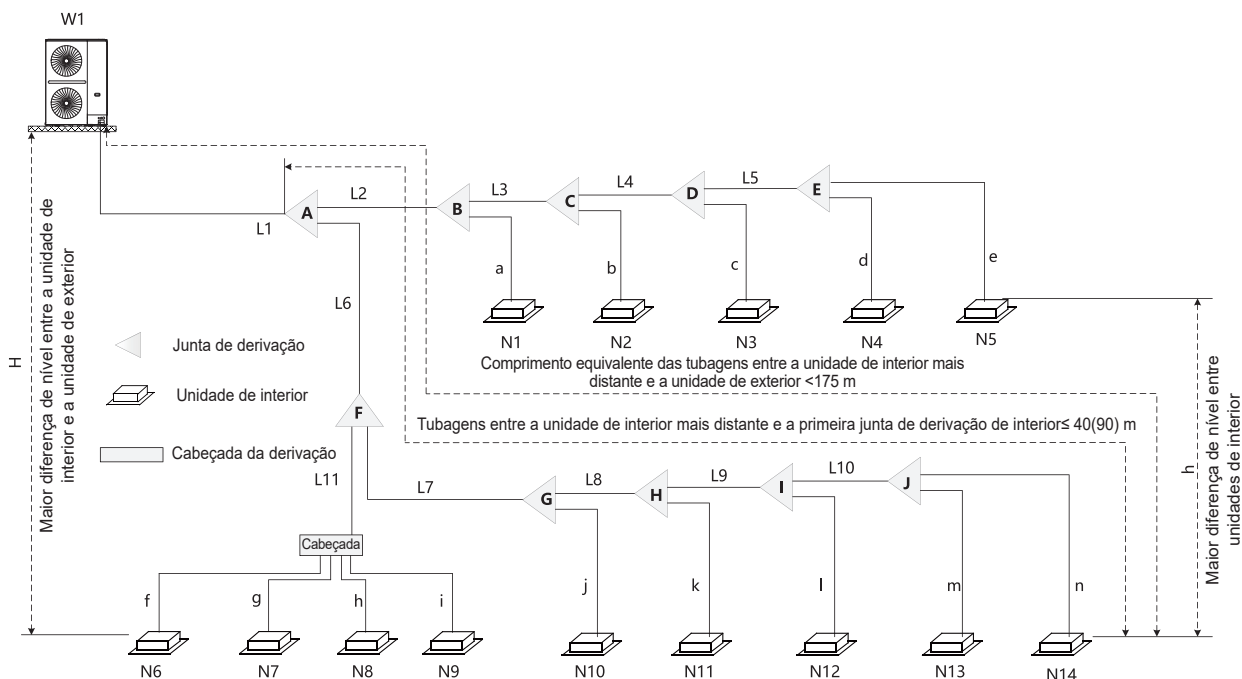 W1
H
Maior diferença de nível entre a unidade de
interior e a unidade de exterior
L1
A
L2
B
L3
C
L4
D
L5
E
a
b
c
d
e
N1
N2
N3
N4
N5
L6
Junta de derivação
Unidade de interior
Cabeçada da derivação
Comprimento equivalente das tubagens entre a unidade de interior mais
distante e a unidade de exterior <175 m
Tubagens entre a unidade de interior mais distante e a primeira junta de derivação de interior≤ 40(90) m
h
Maior diferença de nível entre
unidades de interior
F
L11
L7
G
L8
H
L9
I
L10
J
Cabeçada
f
g
h
i
j
k
l
m
n
N6
N7
N8
N9
N10
N11
N12
N13
N14